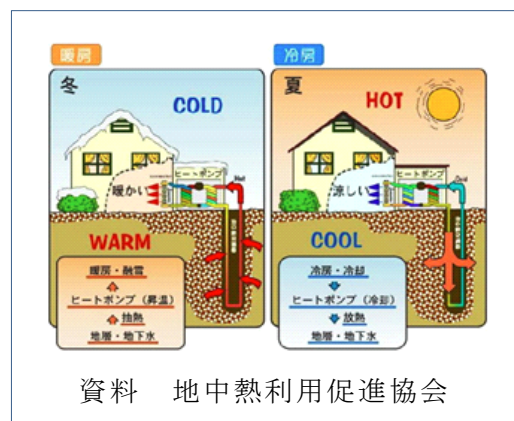 暖房
冬
COLD
ヒートポンプ
Hot
暖かい
WARM
暖房・融雪
ヒートポンプ（昇温）
抽熱
地層・地下水
冷房
夏
HOT
ヒートポンプ
涼しい
COOL
冷房・冷却
ヒートポンプ（冷却）
放熱
地層・地下水
資料　地中熱利用促進協会